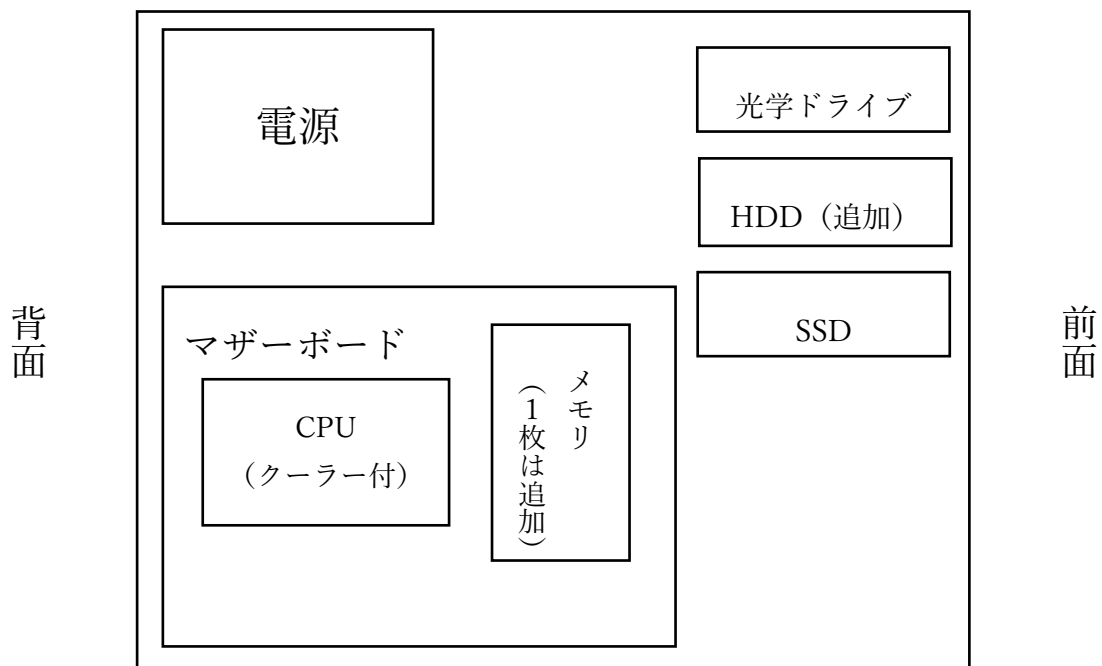 電源
光学ドライブ
HDD（追加）
SSD
背面
前面
マザーボード
CPU
（クーラー付）
メモリ
（１枚は追加）